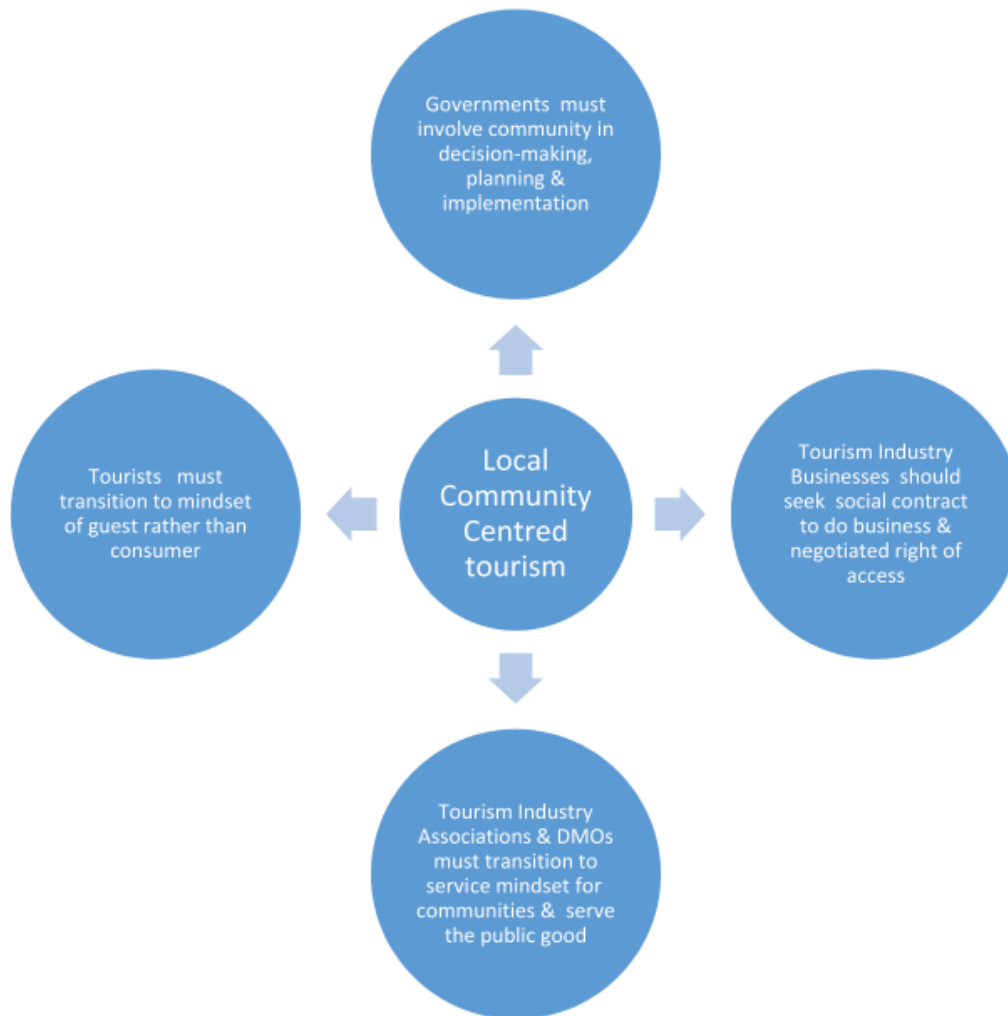 Governments must
involve community in
decision-making,
planning &
implementation
Tourists must
transition to mindset
of guest rather than
consumer
Local
Community
Centred
tourism
Tourism Industry
Businesses should
seek social contract
to do business &
negotiated right of
access
Tourism Industry
Associations & DMOs
must transition to
service mindset for
communities & serve
the public good